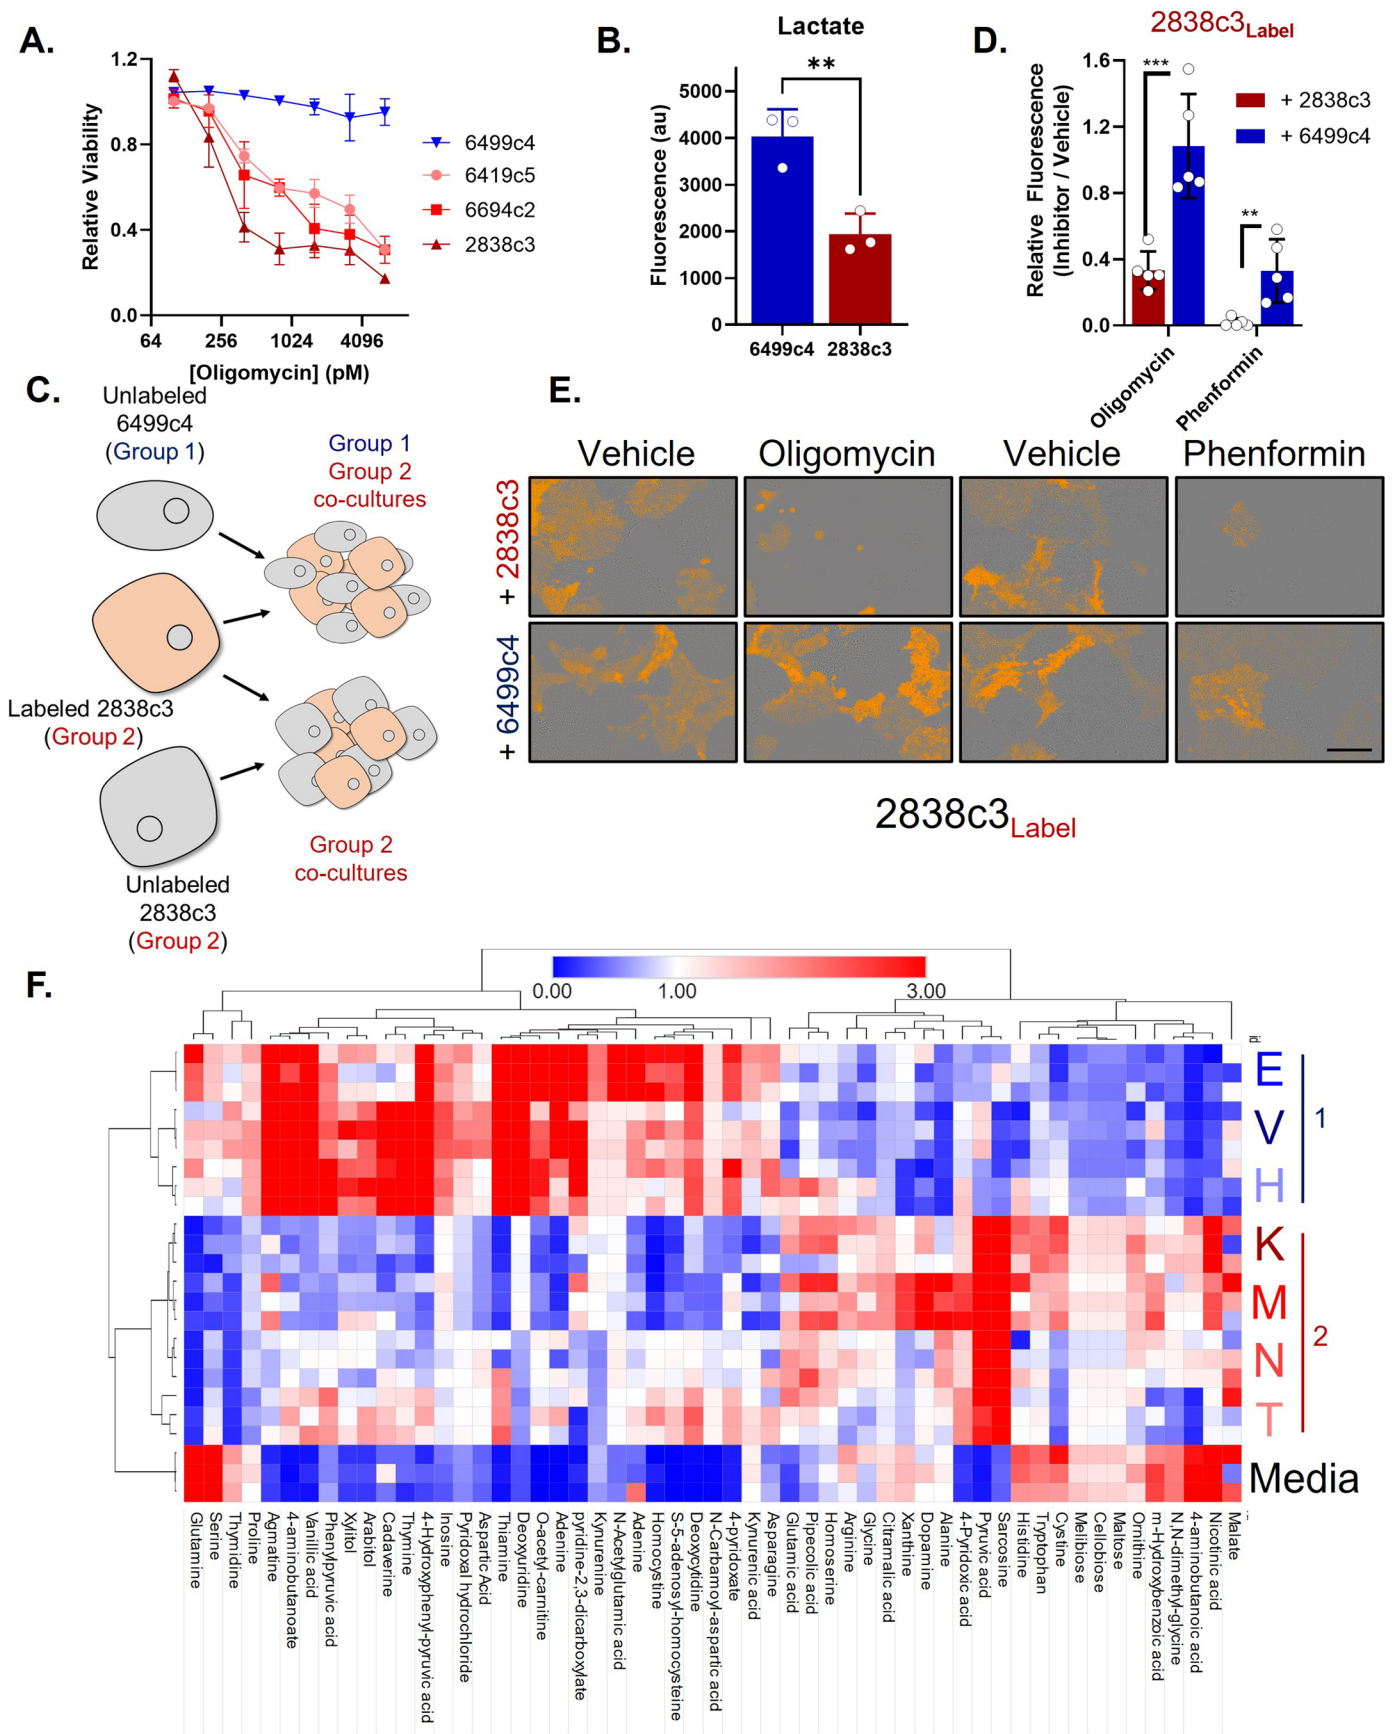 A.
1.2
0.8
0.4
0.0
64
256
1024
4096
Relative Viability
[Oligomycin] (pM)
6499c4
6419c5
6694c2
2838c3
B.
Lactate
**
5000
4000
3000
2000
1000
0
Fluorescence (au)
6499c4
2838c3
D.
2838c3Label
1.6
1.2
0.8
0.4
0.0
Relative Fluorescence
(Inhibitor / Vehicle)
***
**
+ 2838c3
+ 6499c4
Oligomycin
Phenformin
C.
Unlabeled
6499c4
(Group 1)
Group 1
Group 2
co-cultures
Labeled 2838c3
(Group 2)
Unlabeled
2838c3
(Group 2)
Group 2
co-cultures
E.
Vehicle
Oligomycin
Vehicle
Phenformin
+ 2838c3
+ 6499c4
2838c3Label
F.
0.00
1.00
3.00
E
V
H
1
K
M
N
T
2
Media
Glutamine
Serine
Thymidine
Proline
Agmatine
4-aminobutanoate
Vanillic acid
Phenylpyruvic acid
Xylitol
Arabitol
Cadaverine
Thymine
4-Hydroxyphenyl-pyruvic acid
Inosine
Pyridoxal hydrochloride
Aspartic Acid
Thiamine
Deoxyuridine
O-acetyl-carnitine
Adenine
pyridine-2,3-dicarboxylate
Kynurenine
N-Acetylglutamic acid
Adenine
Homocystine
S-5-adenosyl-homocysteine
Deoxycytidine
N-Carbamoyl-aspartic acid
4-pyridoxate
Kynurenic acid
Asparagine
Glutamic acid
Pipecolic acid
Homoserine
Arginine
Glycine
Citramalic acid
Xanthine
Dopamine
Alanine
4-Pyridoxic acid
Pyruvic acid
Sarcosine
Histidine
Tryptophan
Cystine
Melibiose
Cellobiose
Maltose
Ornithine
m-Hydroxybenzoic acid
N,N-dimethyl-glycine
4-aminobutanoic acid
Nicotinic acid
Malate